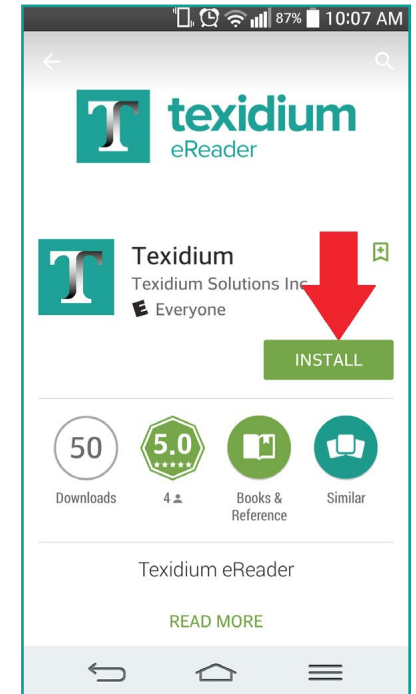 87% 10:07 AM
T texidium
eReader
T Texidium
Texidium Solutions Inc
E Everyone
INSTALL
50 5.0
Downloads 4 Books & Similar
Reference
Texidium eReader
READ MORE